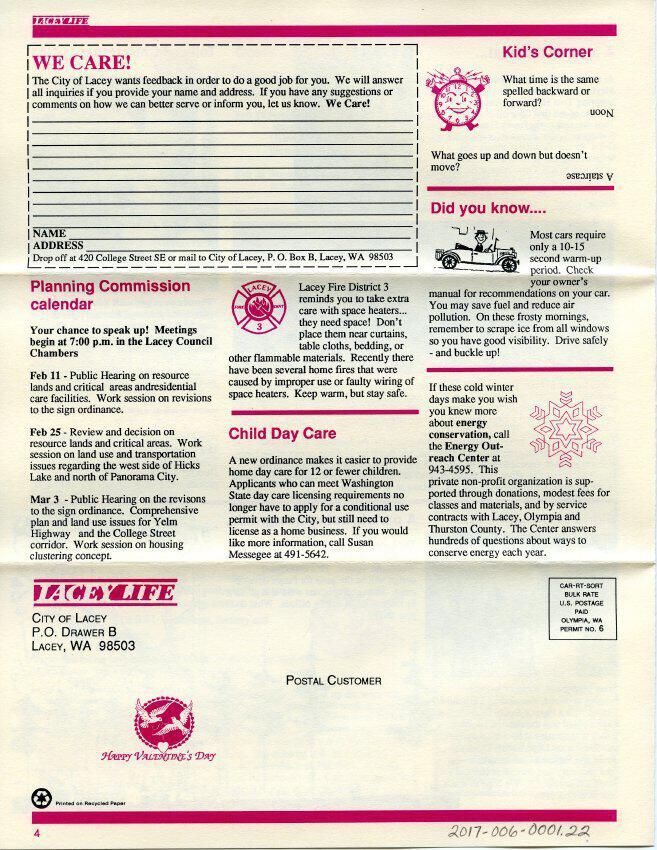 LACEY LIFE
WE CARE!
The City of Lacey wants feedback in order to do a good job for you. We will answer
all inquiries if you provide your name and address. If you have any suggestions or
comments on how we can better serve or inform you, let us know. We Care!
NAME
ADDRESS
Drop off at 420 College Street SE or mail to City of Lacey, P. O. Box B, Lacey, WA 98503
Kid's Corner
What time is the same
spelled backward or
forward?
Noon
What goes up and down but doesn't
move?
A staircase
Did you know....
Most cars require
only a 10-15
second warm-up
period. Check
your owner's
manual for recommendations on your car.
You may save fuel and reduce air
pollution. On these frosty mornings,
remember to scrape ice from all windows
so you have good visibility. Drive safely
- and buckle up!
Planning Commission
calendar
Your chance to speak up! Meetings
begin at 7:00 p.m. in the Lacey Council
Chambers
Feb 11 - Public Hearing on resource
lands and critical areas andresidential
care facilities. Work session on revisions
to the sign ordinance.
Feb 25 - Review and decision on
resource lands and critical areas. Work
session on land use and transportation
issues regarding the west side of Hicks
Lake and north of Panorama City.
Mar 3 - Public Hearing on the revisons
to the sign ordinance. Comprehensive
plan and land use issues for Yelm
Highway and the College Street
corridor. Work session on housing
clustering concept.
LACEY
3
Lacey Fire District 3
reminds you to take extra
care with space heaters...
they need space! Don't
place them near curtains,
table cloths, bedding, or
other flammable materials. Recently there
have been several home fires that were
caused by improper use or faulty wiring of
space heaters. Keep warm, but stay safe.
Child Day Care
A new ordinance makes it easier to provide
home day care for 12 or fewer children.
Applicants who can meet Washington
State day care licensing requirements no
longer have to apply for a conditional use
permit with the City, but still need to
license as a home business. If you would
like more information, call Susan
Messegee at 491-5642.
If these cold winter
days make you wish
you knew more
about energy
conservation, call
the Energy Out-
reach Center at
943-4595. This
private non-profit organization is sup-
ported through donations, modest fees for
classes and materials, and by service
contracts with Lacey, Olympia and
Thurston County. The Center answers
hundreds of questions about ways to
conserve energy each year.
LACEY LIFE
CITY OF LACEY
P.O. DRAWER B
LACEY, WA 98503
CAR-RT-SORT
BULK RATE
U.S. POSTAGE
PAID
OLYMPIA, WA
PERMIT NO. 6
POSTAL CUSTOMER
HAPPY VALENTINE'S DAY
Printed on Recycled Paper
4
2017-006-0001.22